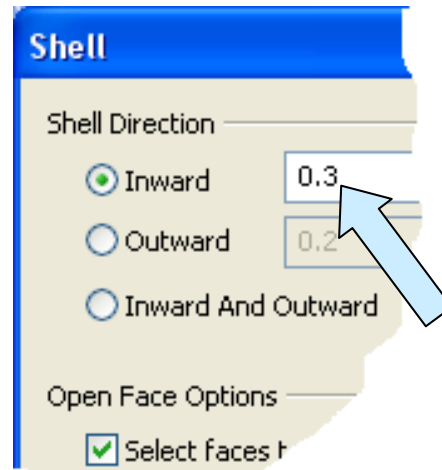 Shell
Shell Direction
Inward 0.3
Outward 0.2
Inward And Outward
Open Face Options
Select faces